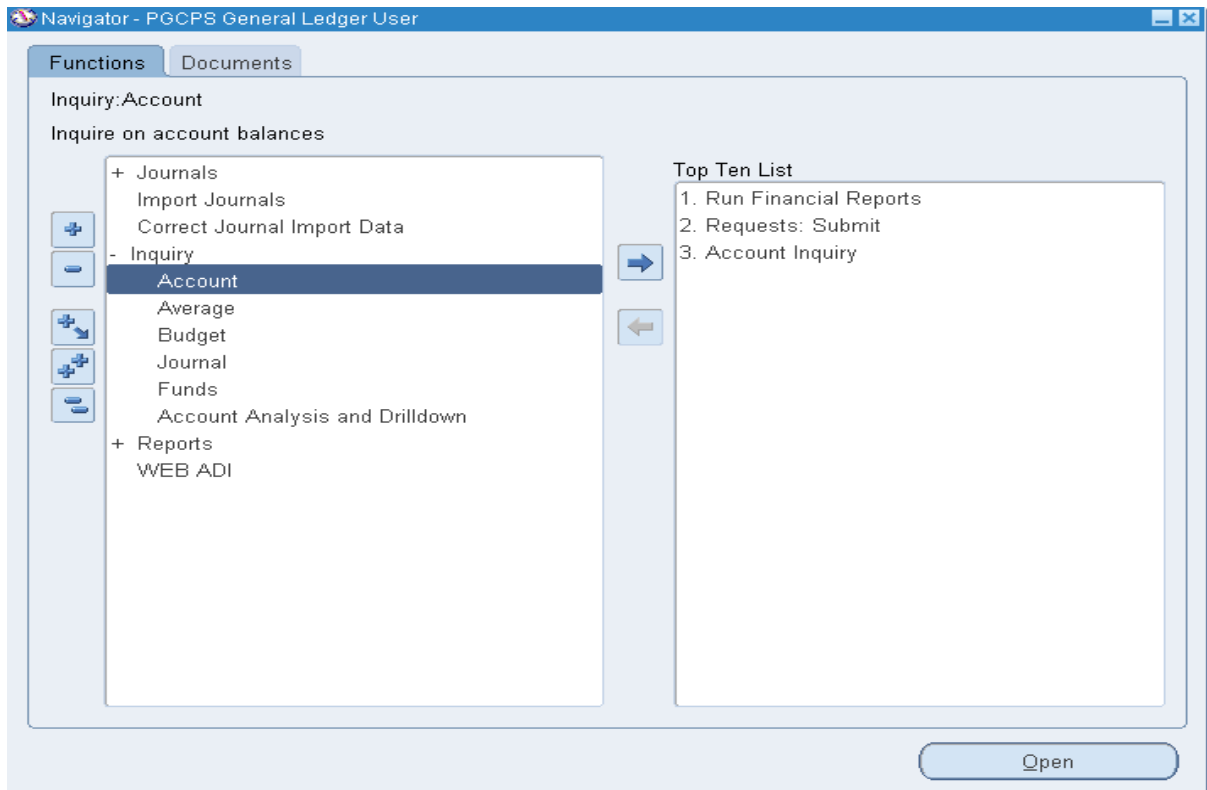 Navigator - PGCPS General Ledger User
Functions
Documents
Inquiry:Account
Inquire on account balances
+ Journals
Import Journals
Correct Journal Import Data
- Inquiry
Account
Average
Budget
Journal
Funds
Account Analysis and Drilldown
+ Reports
WEB ADI
Top Ten List
1. Run Financial Reports
2. Requests: Submit
3. Account Inquiry
Open